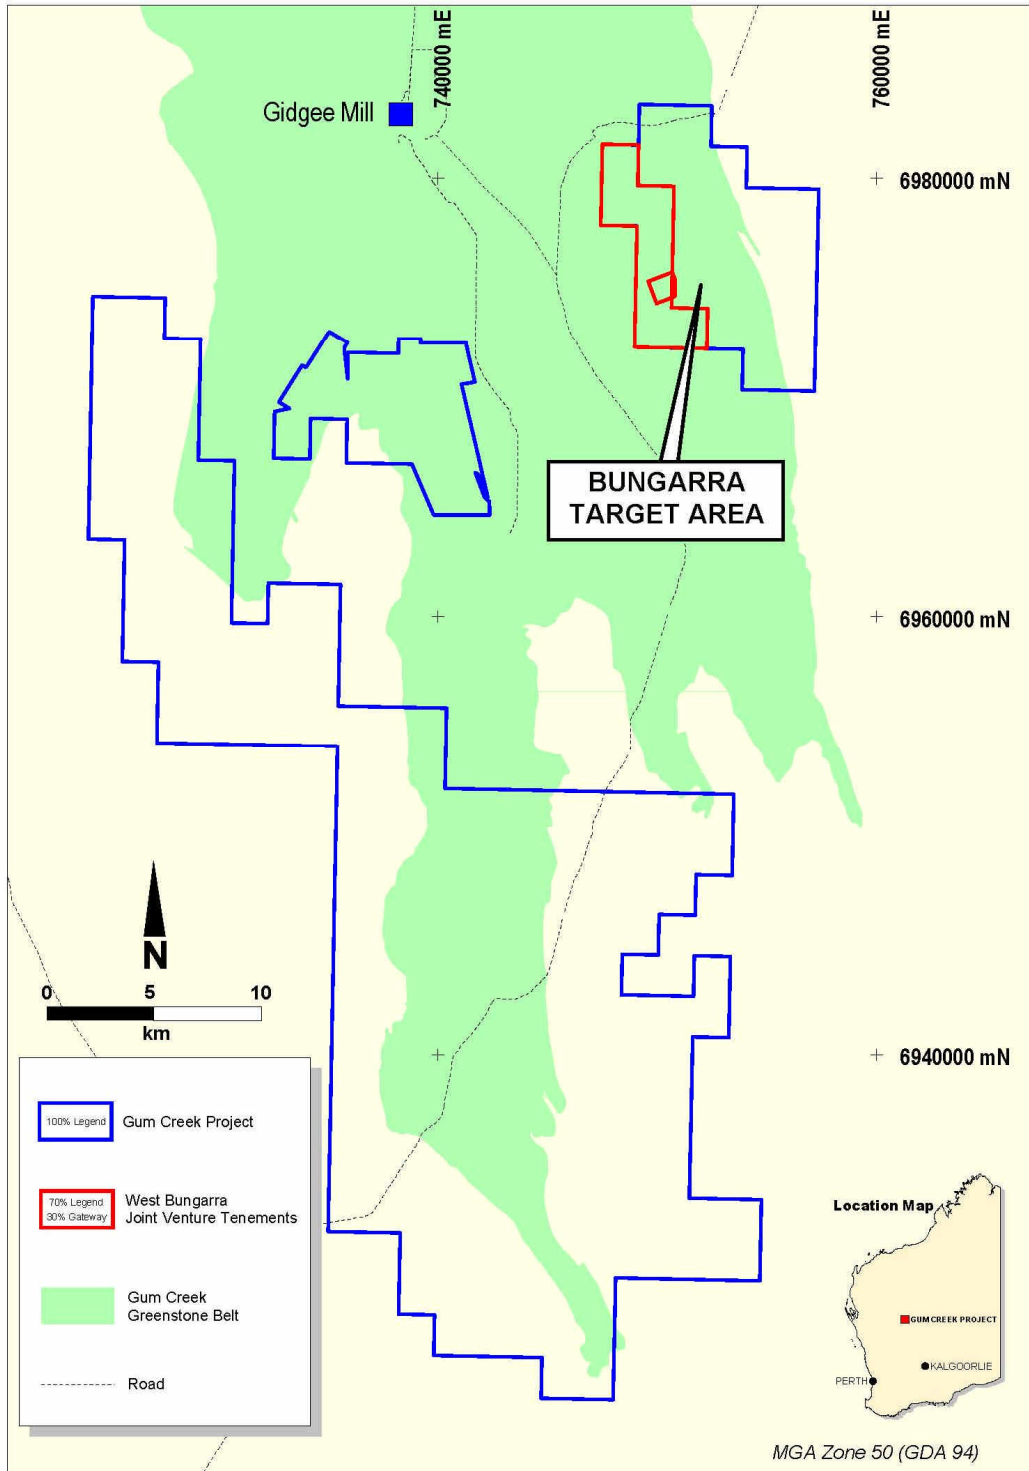 740000 mE
760000 mE
Gidgee Mill
6980000 mN
BUNGARRA
TARGET AREA
6960000 mN
N
0 5 10
km
6940000 mN
100% Legend
Gum Creek Project
70% Legend
30% Gateway
West Bungarra
Joint Venture Tenements
Gum Creek
Greenstone Belt
Road
Location Map
GUM CREEK PROJECT
KALGOORLIE
PERTH
MGA Zone 50 (GDA 94)